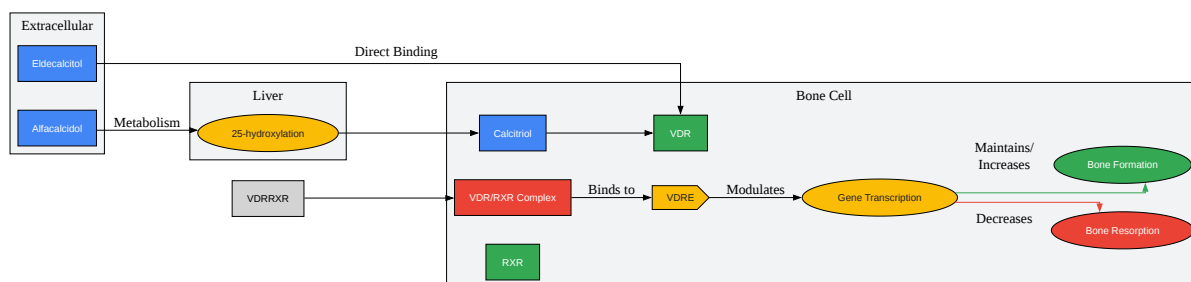 Extracellular
Eldecalcitol
Direct Binding
Alfacalcidol
Metabolism
Liver
25-hydroxylation
Bone Cell
Calcitriol
VDR
VDRRXR
VDR/RXR Complex
Binds to
VDRE
Modulates
Gene Transcription
Maintains/
Increases
Bone Formation
Decreases
Bone Resorption
RXR